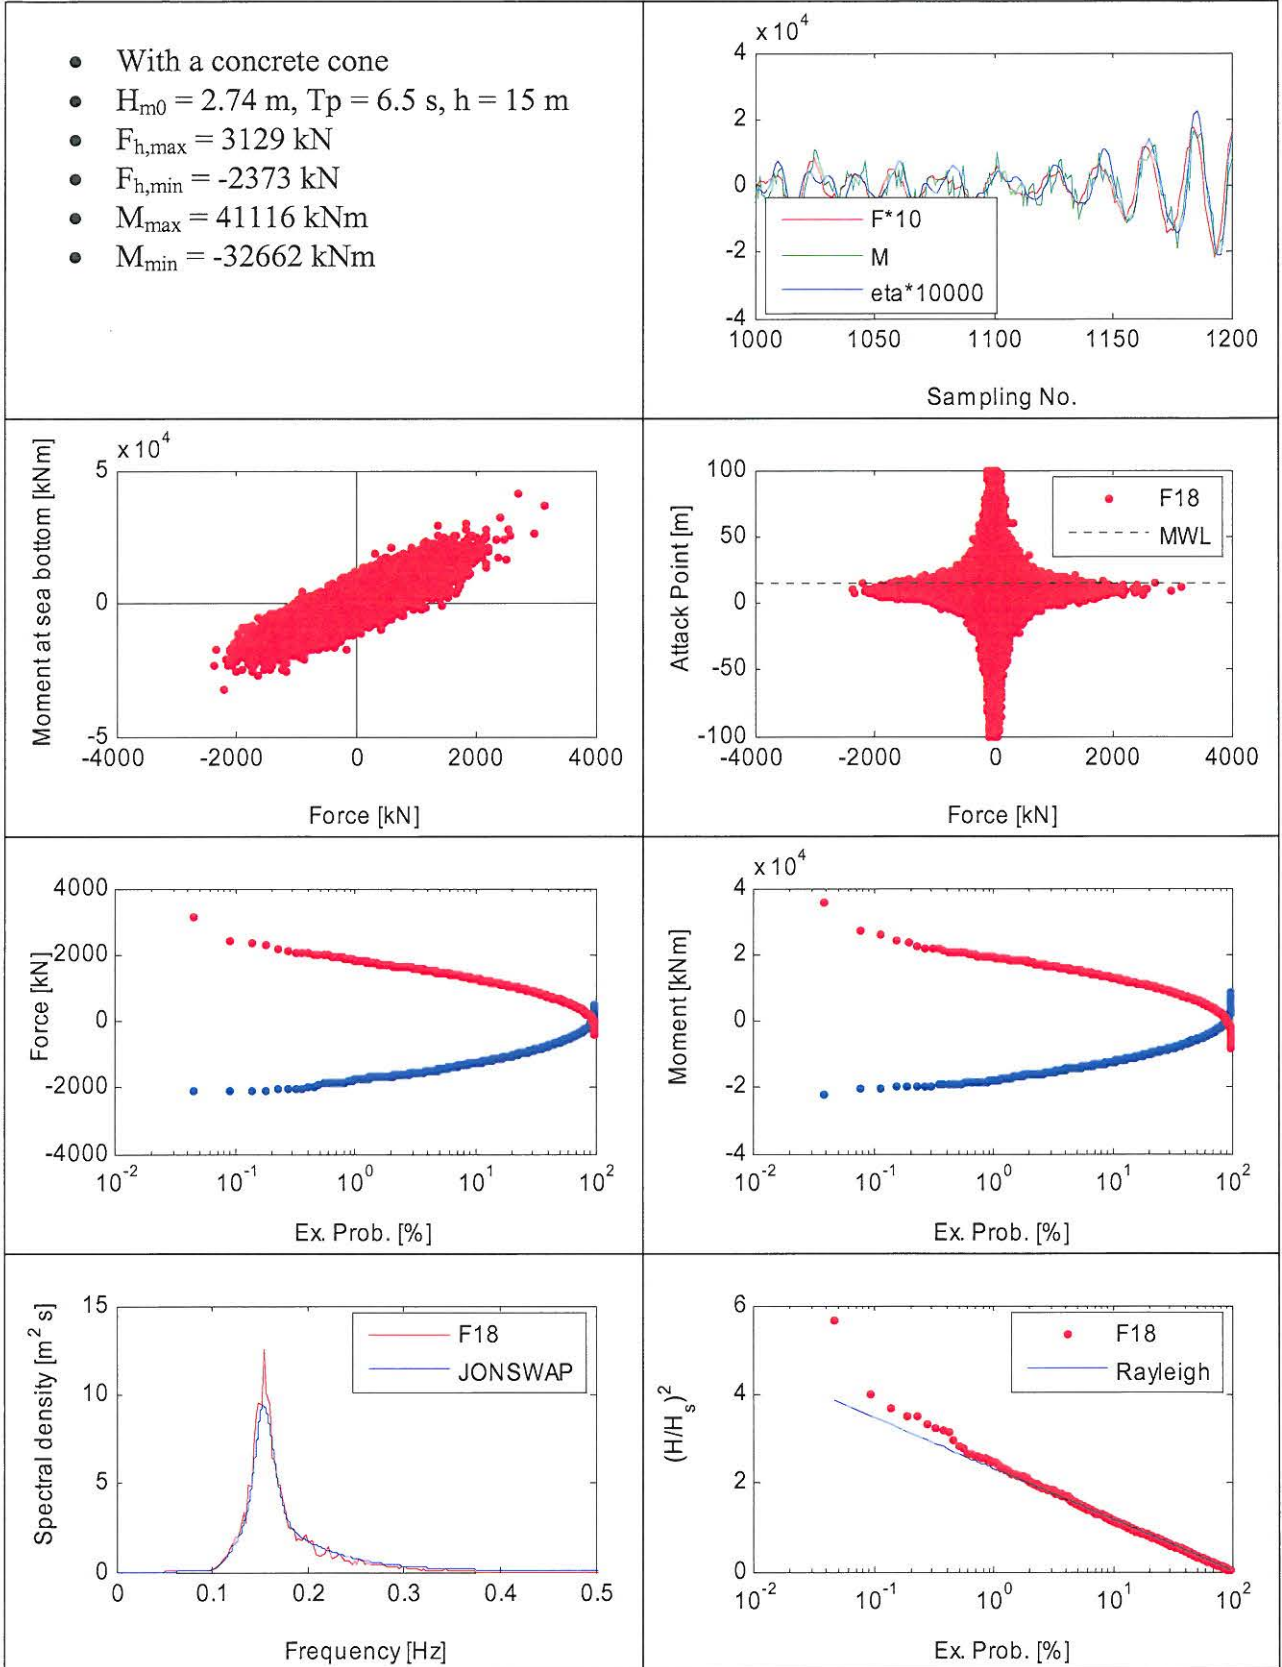 • With a concrete cone
• Hm0 = 2.74 m, Tp = 6.5 s, h = 15 m
• Fh,max = 3129 kN
• Fh,min = -2373 kN
• Mmax = 41116 kNm
• Mmin = -32662 kNm
x 10^4
4
2
0
-2
-4
F*10
M
eta*10000
1000 1050 1100 1150 1200
Sampling No.
x 10^4
Moment at sea bottom [kNm]
5
0
-5
-4000 -2000 0 2000 4000
Force [kN]
Attack Point [m]
100
50
0
-50
-100
F18
MWL
-4000 -2000 0 2000 4000
Force [kN]
Force [kN]
4000
2000
0
-2000
-4000
10^-2 10^-1 10^0 10^1 10^2
Ex. Prob. [%]
x 10^4
Moment [kNm]
4
2
0
-2
-4
10^-2 10^-1 10^0 10^1 10^2
Ex. Prob. [%]
Spectral density [m^2 s]
15
10
5
0
F18
JONSWAP
0 0.1 0.2 0.3 0.4 0.5
Frequency [Hz]
(H/H_s)^2
6
4
2
0
F18
Rayleigh
10^-2 10^-1 10^0 10^1 10^2
Ex. Prob. [%]